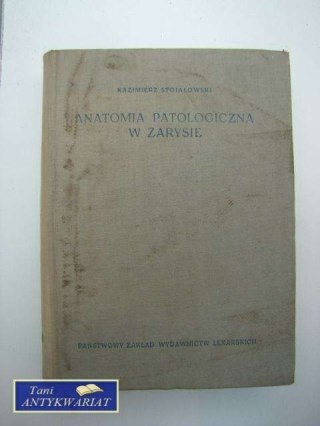 KAZIMIERZ STOJAŁOWSKI
ANATOMIA PATOLOGICZNA
W ZARYSIE
PAŃSTWOWY ZAKŁAD WYDAWNICTW LEKARSKICH
Tani
ANTYKWARIAT